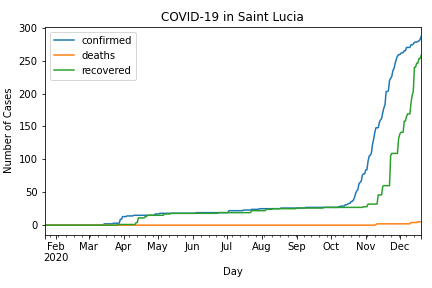 COVID-19 in Saint Lucia
confirmed
deaths
recovered
Number of Cases
300
250
200
150
100
50
0
Feb Mar Apr May Jun Jul Aug Sep Oct Nov Dec
2020
Day